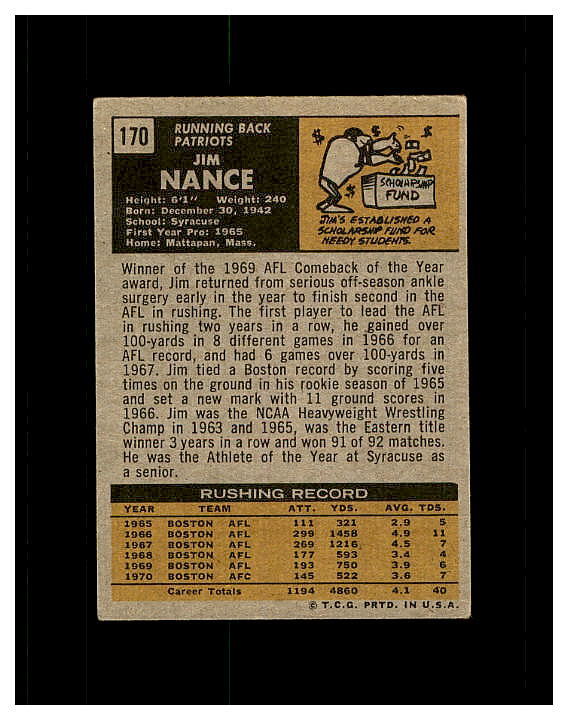 170
RUNNING BACK
PATRIOTS
JIM
NANCE
Height: 6'1" Weight: 240
Born: December 30, 1942
School: Syracuse
First Year Pro: 1965
Home: Mattapan, Mass.
$ $ $ $ $
SCHOLARSHIP
FUND
JIM'S ESTABLISHED A
SCHOLARSHIP FUND FOR
NEEDY STUDENTS.
Winner of the 1969 AFL Comeback of the Year
award, Jim returned from serious off-season ankle
surgery early in the year to finish second in the
AFL in rushing. The first player to lead the AFL
in rushing two years in a row, he gained over
100-yards in 8 different games in 1966 for an
AFL record, and had 6 games over 100-yards in
1967. Jim tied a Boston record by scoring five
times on the ground in his rookie season of 1965
and set a new mark with 11 ground scores in
1966. Jim was the NCAA Heavyweight Wrestling
Champ in 1963 and 1965, was the Eastern title
winner 3 years in a row and won 91 of 92 matches.
He was the Athlete of the Year at Syracuse as
a senior.
RUSHING RECORD
YEAR TEAM ATT. YDS. AVG. TDS.
1965 BOSTON AFL 111 321 2.9 5
1966 BOSTON AFL 299 1458 4.9 11
1967 BOSTON AFL 269 1216 4.5 7
1968 BOSTON AFL 177 593 3.4 4
1969 BOSTON AFL 193 750 3.9 6
1970 BOSTON AFC 145 522 3.6 7
Career Totals 1194 4860 4.1 40
© T.C.G. PRTD. IN U.S.A.